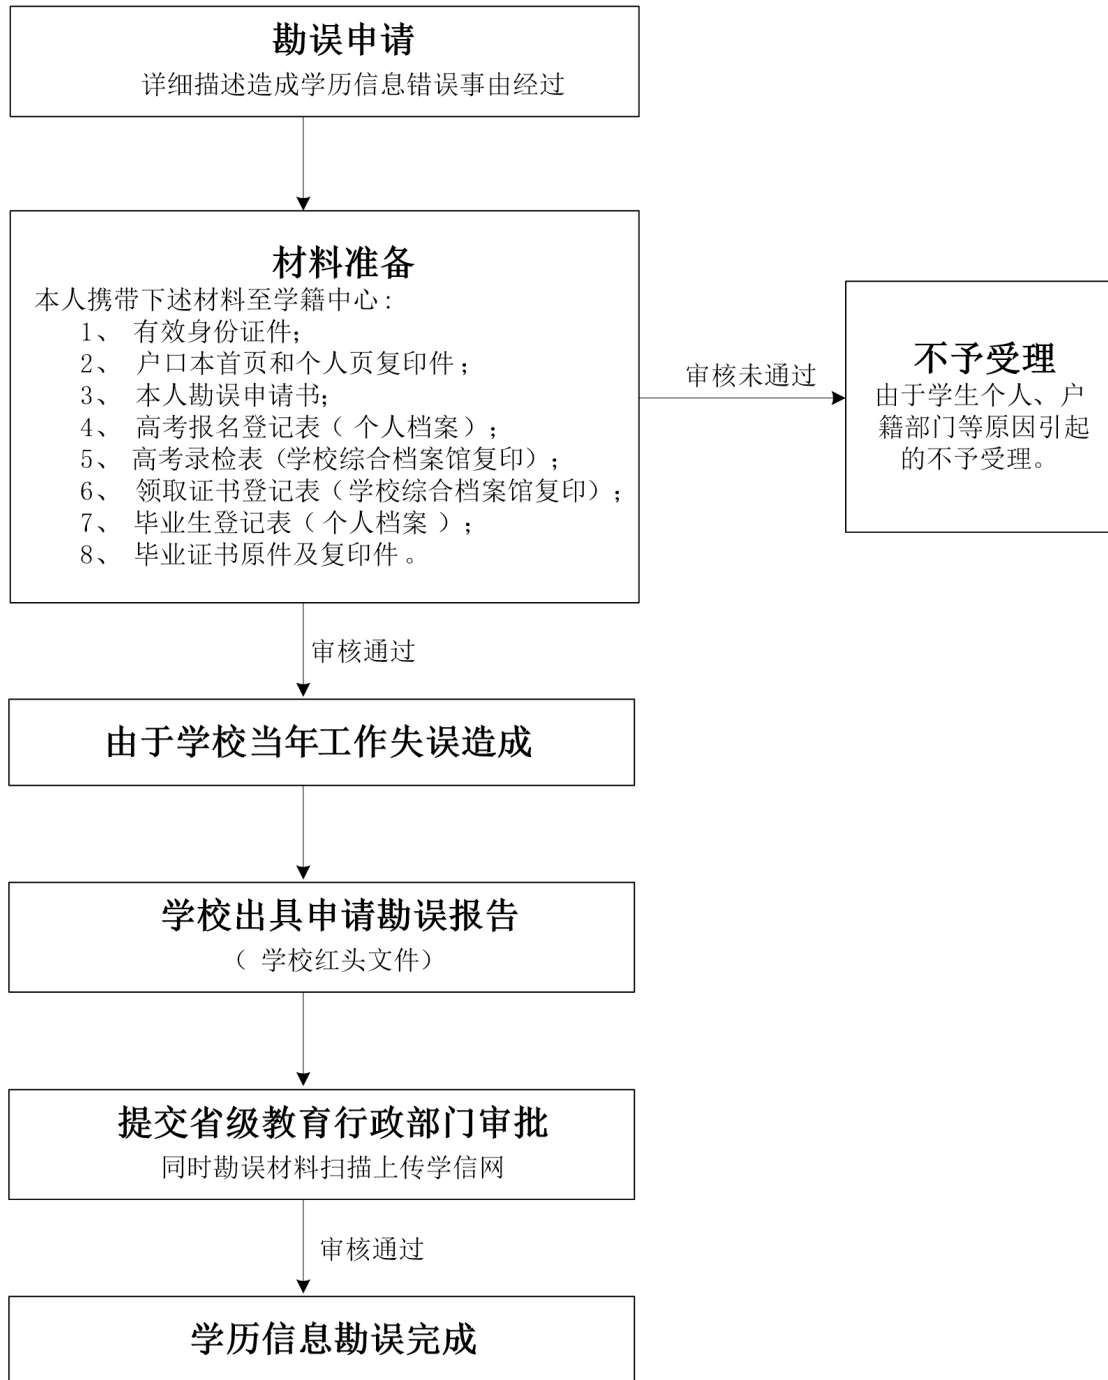 勘误申请
详细描述造成学历信息错误事由经过
材料准备
本人携带下述材料至学籍中心:
1、 有效身份证件;
2、 户口本首页和个人页复印件;
3、 本人勘误申请书;
4、 高考报名登记表（ 个人档案）;
5、 高考录检表（学校综合档案馆复印）;
6、 领取证书登记表（学校综合档案馆复印）;
7、 毕业生登记表（ 个人档案 ）;
8、 毕业证书原件及复印件。
审核未通过
不予受理
由于学生个人、户
籍部门等原因引起
的不予受理。
审核通过
由于学校当年工作失误造成
学校出具申请勘误报告
（ 学校红头文件）
提交省级教育行政部门审批
同时勘误材料扫描上传学信网
审核通过
学历信息勘误完成